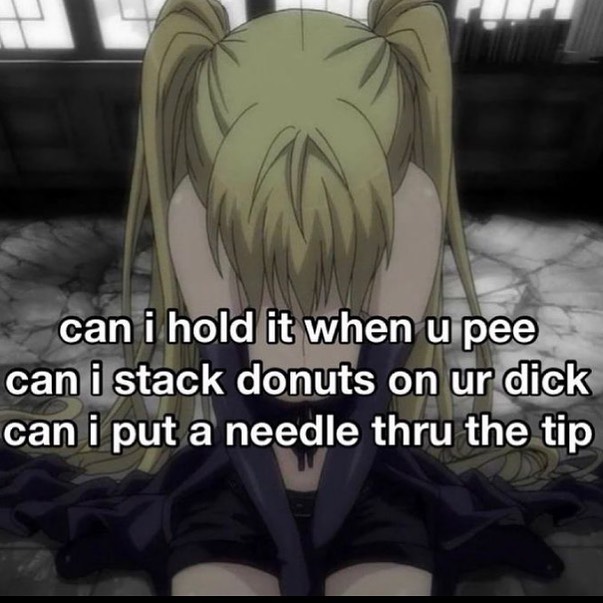 can i hold it when u pee
can i stack donuts on ur dick
can i put a needle thru the tip